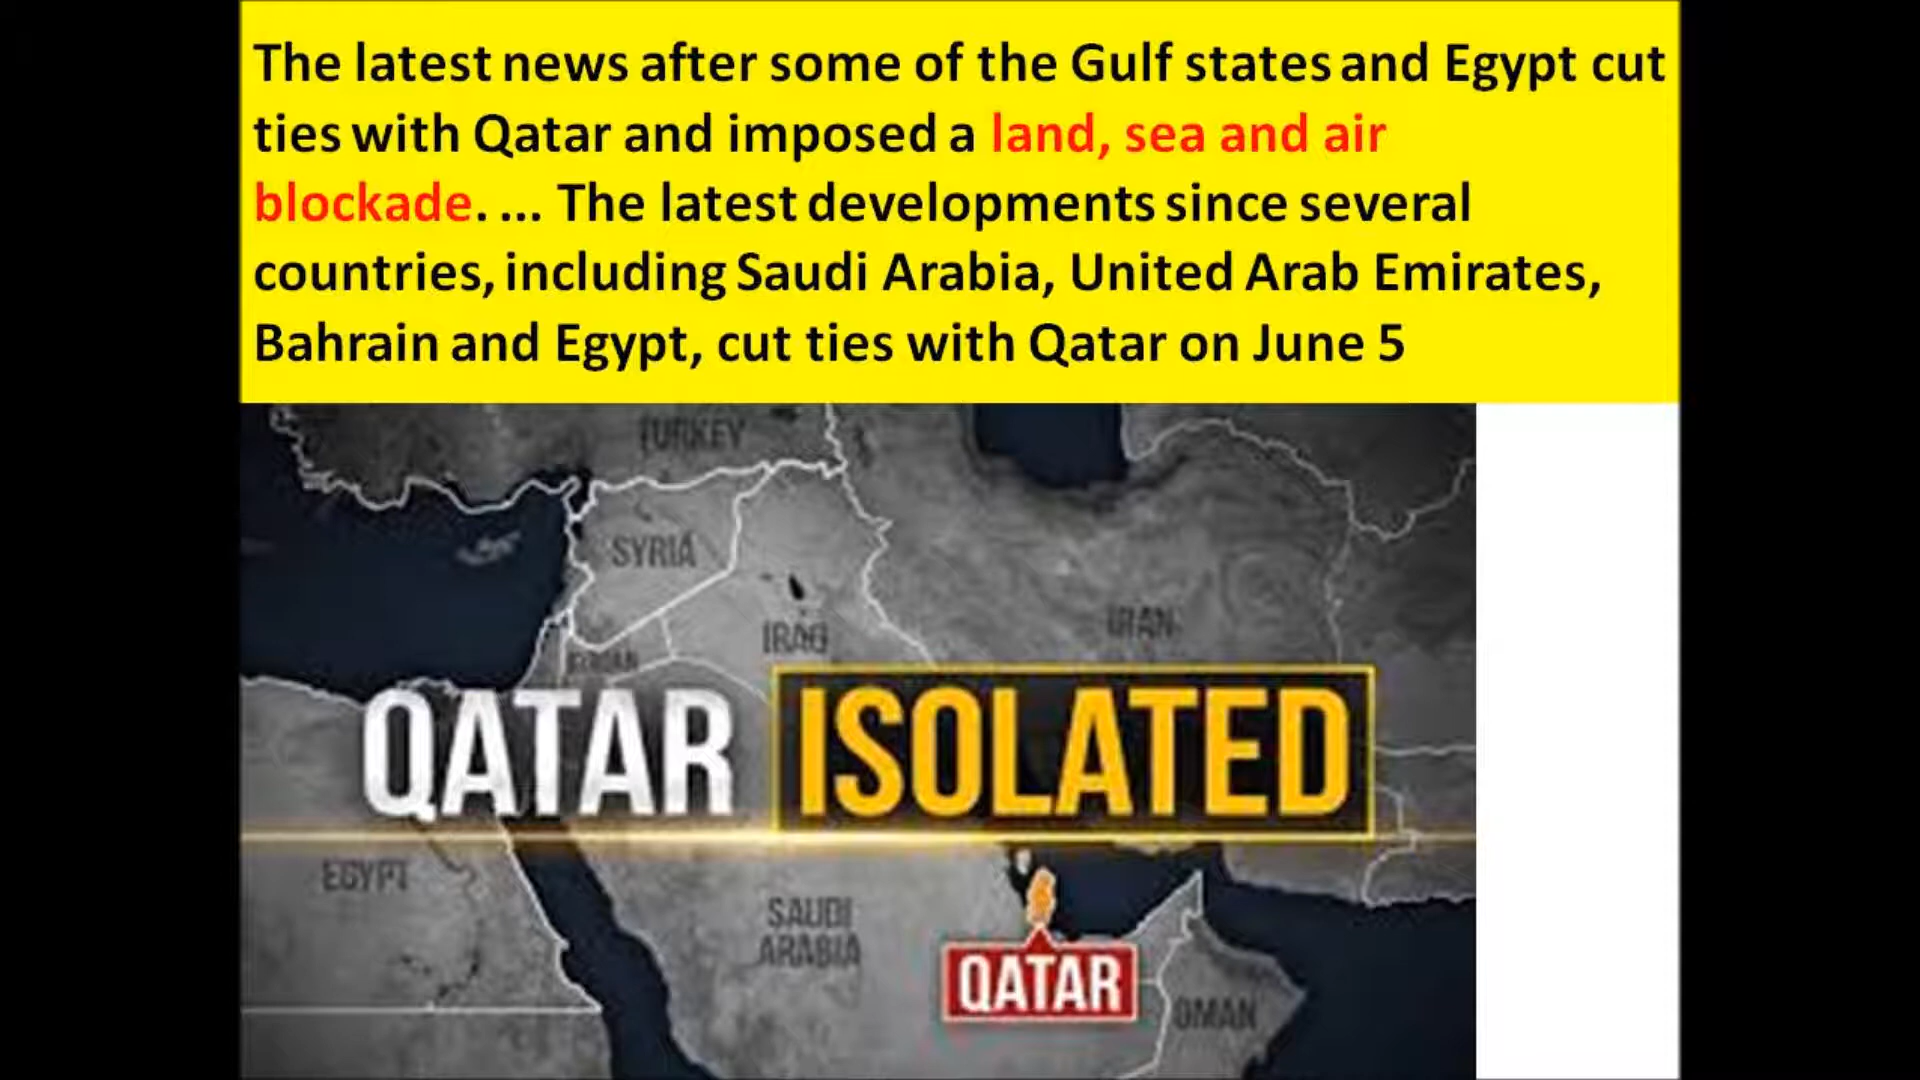 The latest news after some of the Gulf states and Egypt cut
ties with Qatar and imposed a land, sea and air
blockade. ... The latest developments since several
countries, including Saudi Arabia, United Arab Emirates,
Bahrain and Egypt, cut ties with Qatar on June 5
TURKEY
SYRIA
IRAQ
IRAN
QATAR ISOLATED
EGYPT
SAUDI
ARABIA
QATAR
OMAN